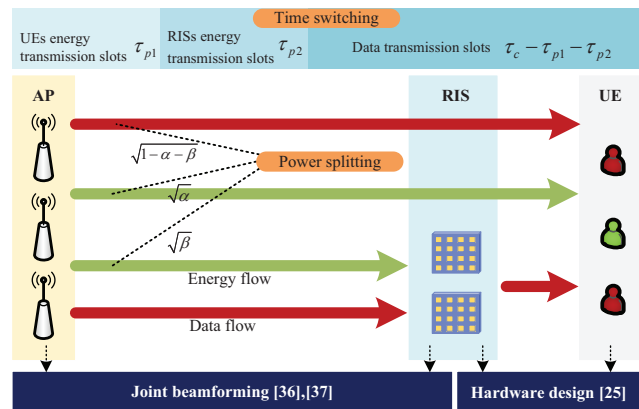 Time switching
UEs energy
transmission slots τ_{p1}
RISs energy
transmission slots τ_{p2}
Data transmission slots τ_c − τ_{p1} − τ_{p2}
AP
RIS
UE
√(1−α−β)
Power splitting
√α
√β
Energy flow
Data flow
Joint beamforming [36],[37]
Hardware design [25]